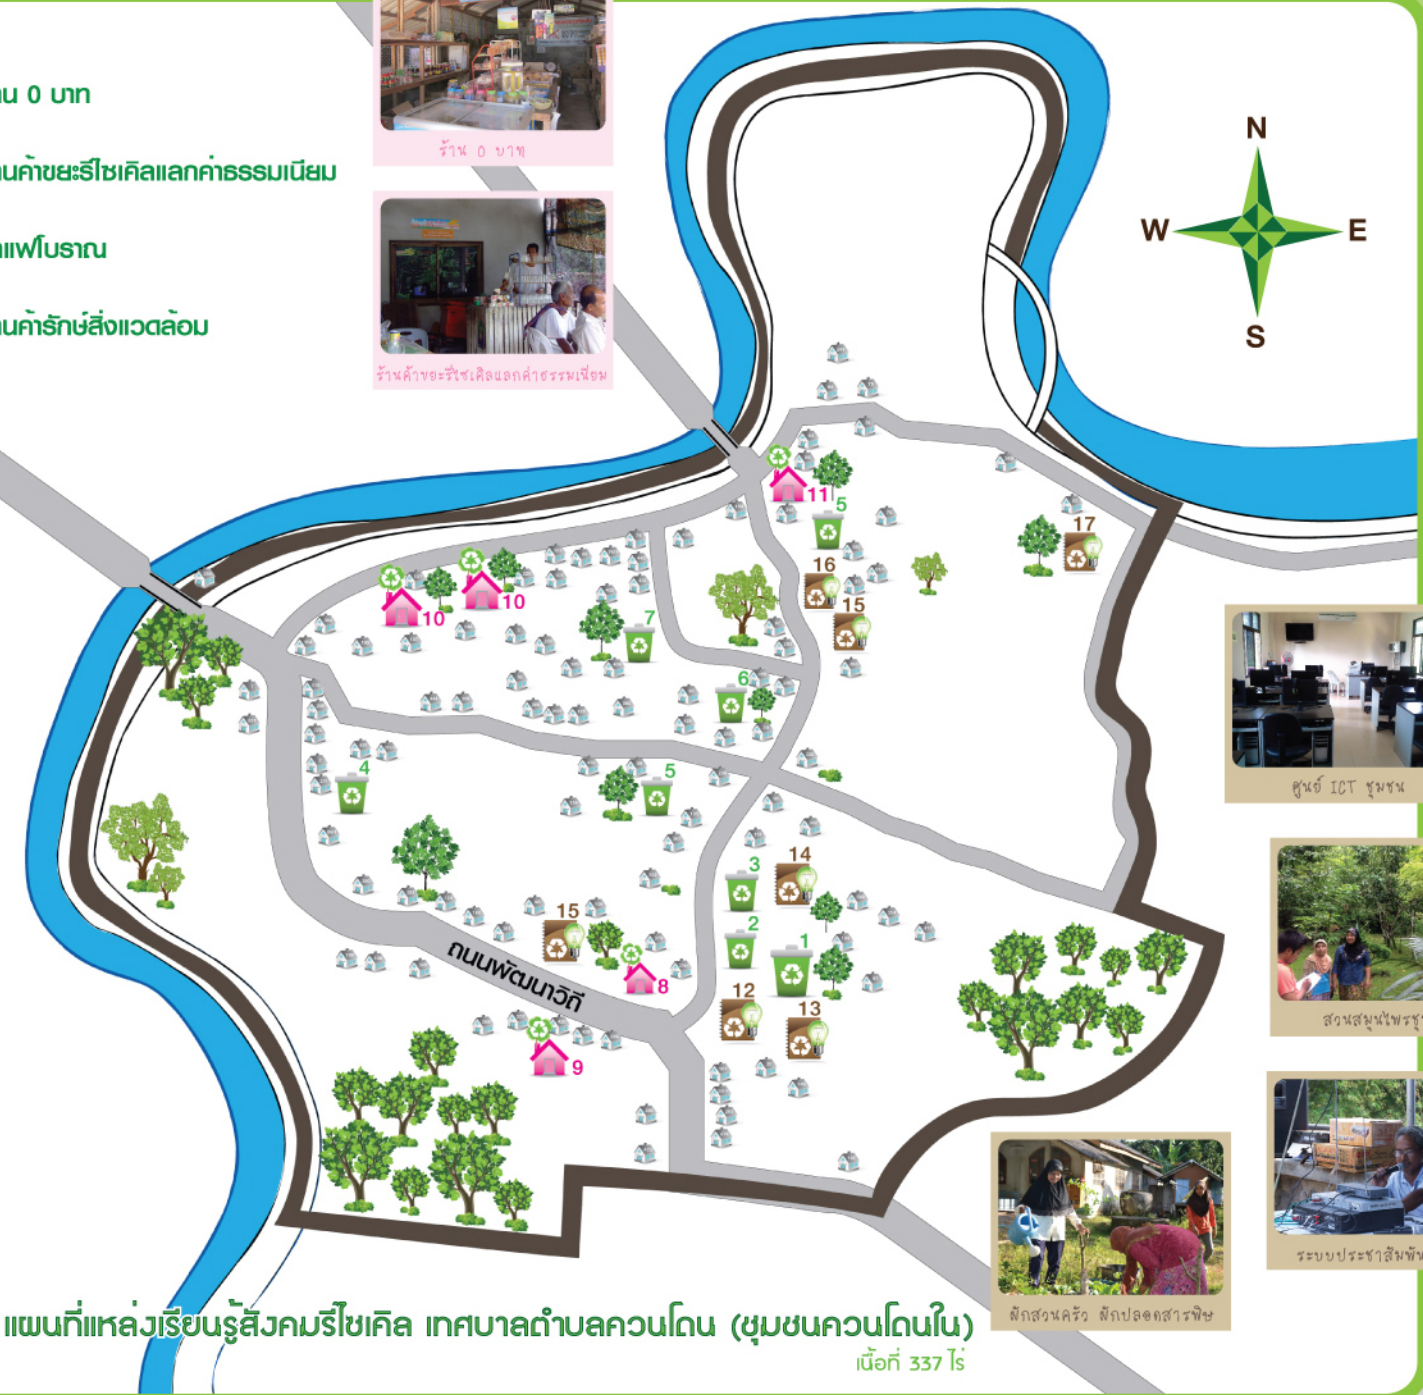 น 0 บาท
นค้าขยะรีไซเคิลแลกค่าธรรมเนียม
แฟโบราณ
นค้ารักษ์สิ่งแวดล้อม
ร้าน 0 บาท
ร้านค้าขยะรีไซเคิลแลกค่าธรรมเนียม
N
W
E
S
11
5
17
16
15
10
10
7
6
4
5
3
14
2
1
15
8
12
13
9
ถนนพัฒนาวิถี
ศูนย์ ICT ชุมชน
สวนสมุนไพรชุ
ระบบประชาสัมพัน
ผักสวนครัว ผักปลอดสารพิษ
แผนที่แหล่งเรียนรู้สังคมรีไซเคิล เทศบาลตำบลควนโดน (ชุมชนควนโดนใน)
เนื้อที่ 337 ไร่